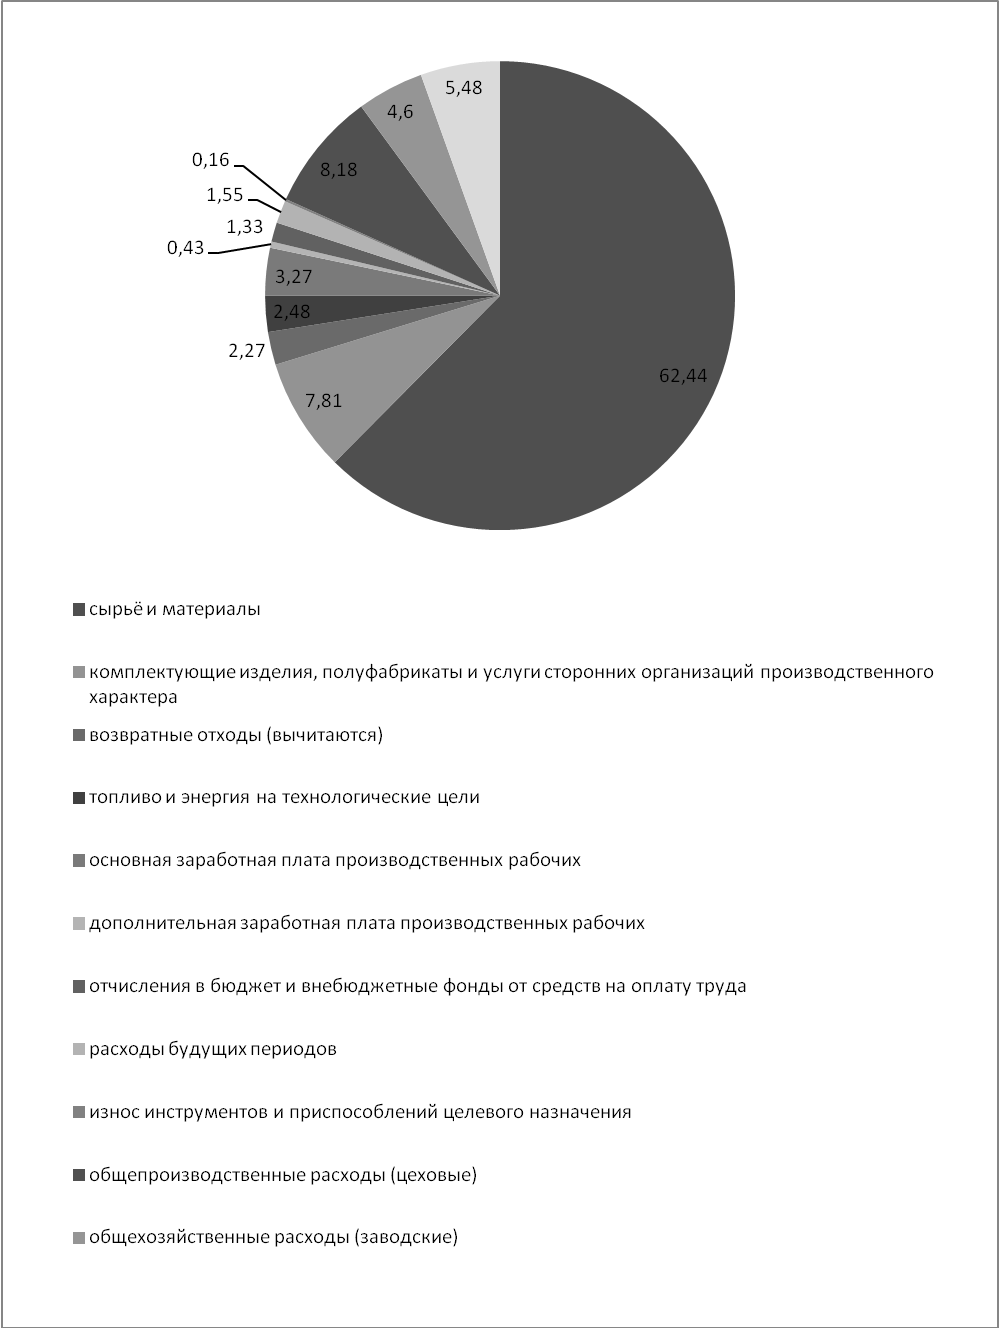 5,48
4,6
8,18
0,16
1,55
1,33
0,43
3,27
2,48
2,27
7,81
62,44
сырьё и материалы
комплектующие изделия, полуфабрикаты и услуги сторонних организаций производственного
характера
возвратные отходы (вычитаются)
топливо и энергия на технологические цели
основная заработная плата производственных рабочих
дополнительная заработная плата производственных рабочих
отчисления в бюджет и внебюджетные фонды от средств на оплату труда
расходы будущих периодов
износ инструментов и приспособлений целевого назначения
общепроизводственные расходы (цеховые)
общехозяйственные расходы (заводские)